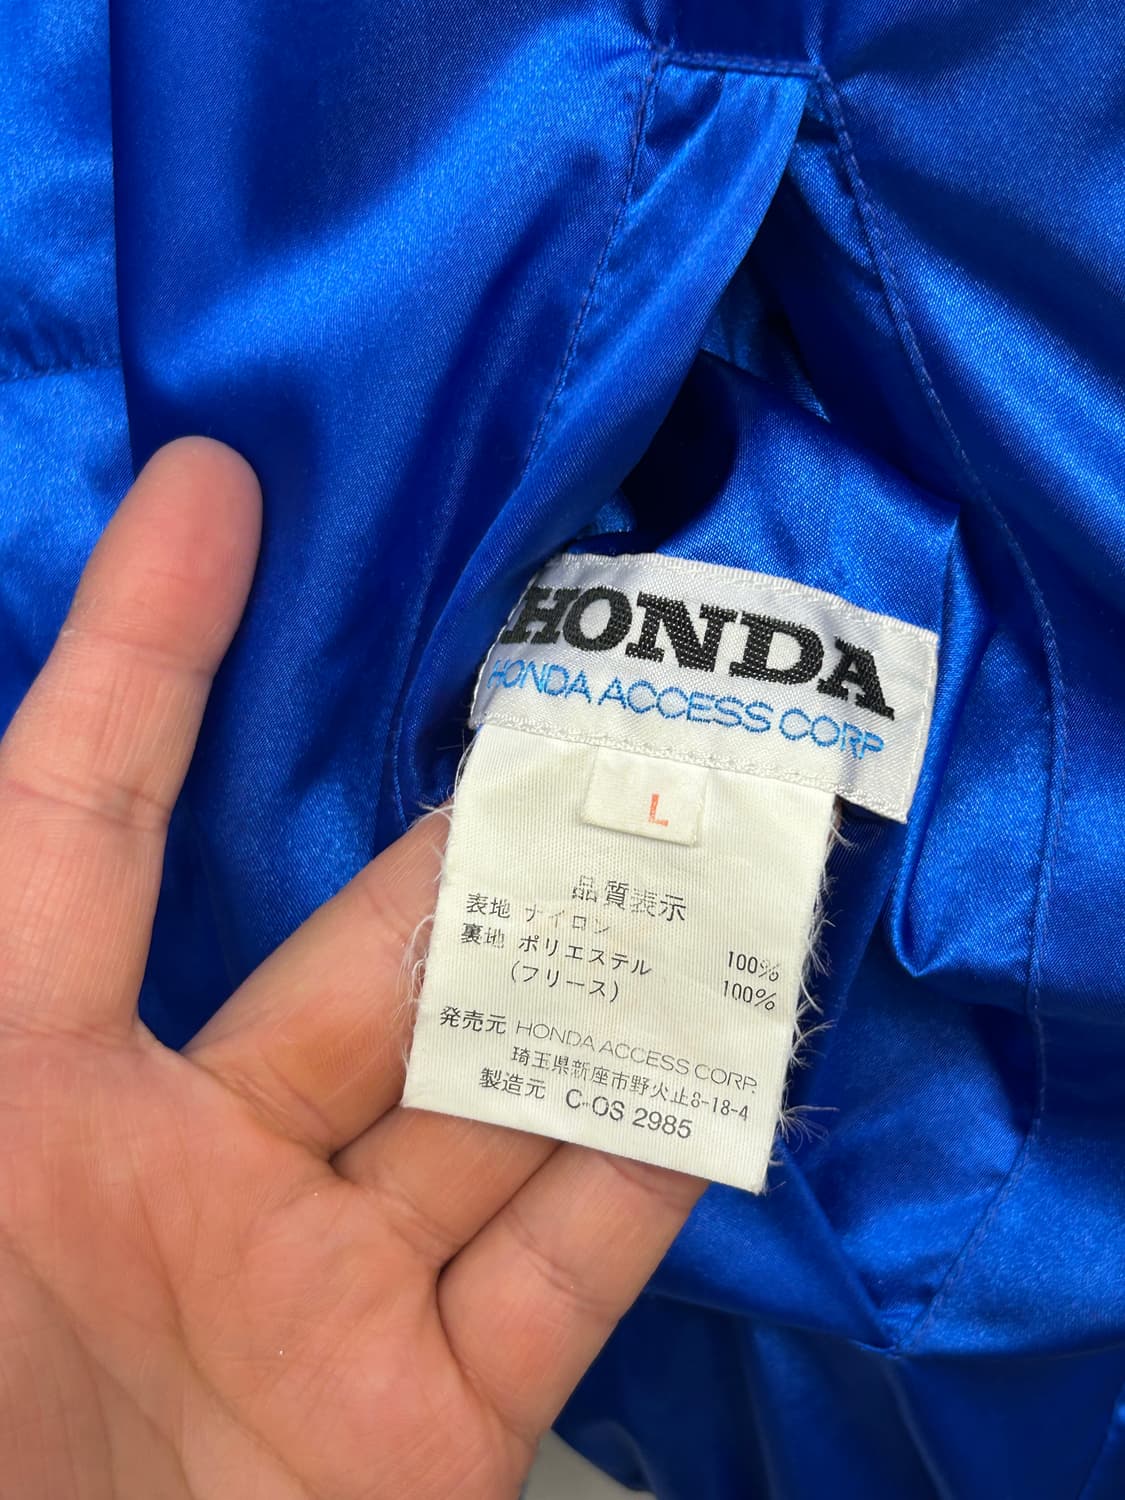 HONDA
HONDA ACCESS CORP
L
品質表示
表地 ナイロン 100%
裏地 ポリエステル 100%
(フリース)
発売元 HONDA ACCESS CORP.
埼玉県新座市野火止8-18-4
製造元 C-OS 2985